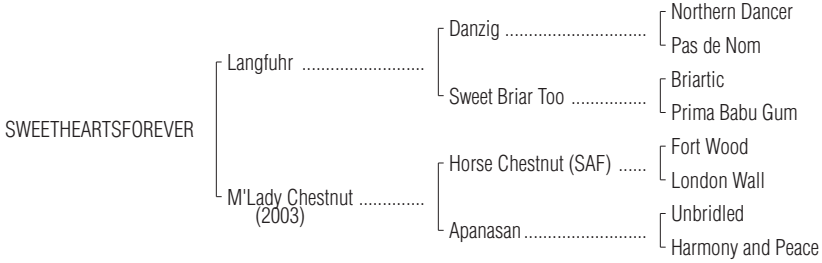 Northern Dancer
Danzig ..............................
Pas de Nom
Langfuhr ..........................
Briartic
Sweet Briar Too ................
Prima Babu Gum
SWEETHEARTSFOREVER
Fort Wood
Horse Chestnut (SAF) ......
London Wall
M'Lady Chestnut ..............
(2003)
Unbridled
Apanasan ..........................
Harmony and Peace